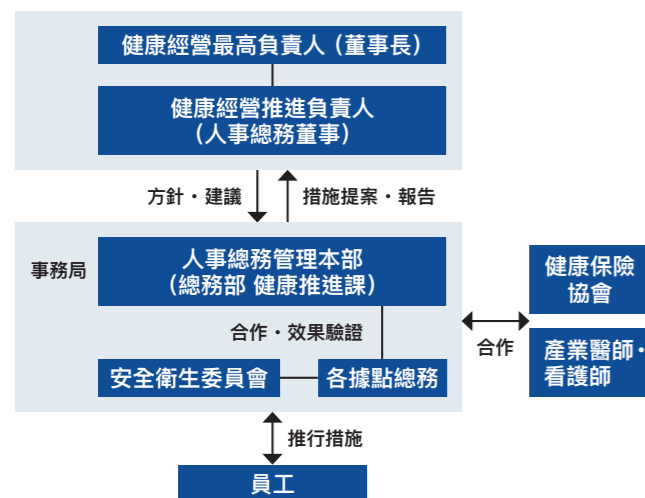 健康經營最高負責人（董事長）
健康經營推進負責人
（人事總務董事）
方針・建議
措施提案・報告
事務局
人事總務管理本部
（總務部 健康推進課）
合作・效果驗證
安全衛生委員會
各據點總務
合作
健康保險
協會
產業醫師・
看護師
推行措施
員工